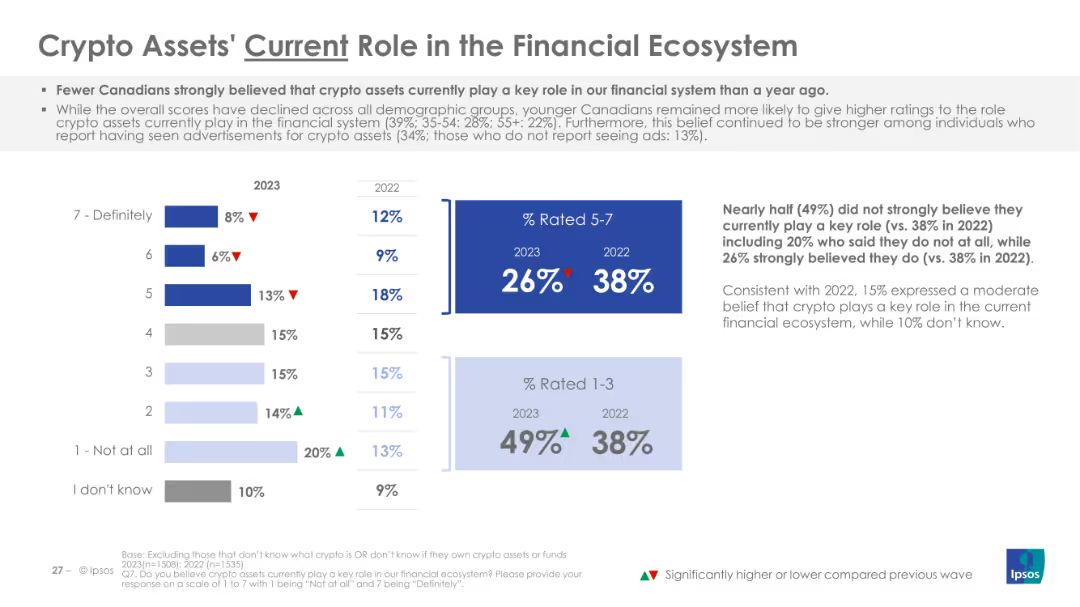 Crypto Assets' Current Role in the Financial Ecosystem
▪ Fewer Canadians strongly believed that crypto assets currently play a key role in our financial system than a year ago.
▪ While the overall scores have declined across all demographic groups, younger Canadians remained more likely to give higher ratings to the role
crypto assets currently play in the financial system (39%; 35-54: 28%; 55+: 22%). Furthermore, this belief continued to be stronger among individuals who
report having seen advertisements for crypto assets (34%; those who do not report seeing ads: 13%).
2023 2022
7 - Definitely 8% ▼ 12%
6 6% ▼ 9%
5 13% ▼ 18%
4 15% 15%
3 15% 15%
2 14% ▲ 11%
1 - Not at all 20% ▲ 13%
I don't know 10% 9%
% Rated 5-7
2023 2022
26% ▼ 38%
% Rated 1-3
2023 2022
49% ▲ 38%
Nearly half (49%) did not strongly believe they
currently play a key role (vs. 38% in 2022)
including 20% who said they do not at all, while
26% strongly believed they do (vs. 38% in 2022).
Consistent with 2022, 15% expressed a moderate
belief that crypto plays a key role in the current
financial ecosystem, while 10% don't know.
Base: Excluding those that don't know what crypto is OR don't know if they own crypto assets or funds
2023(n=1508); 2022 (n=1535)
Q7. Do you believe crypto assets currently play a key role in our financial ecosystem? Please provide your
response on a scale of 1 to 7 with 1 being "Not at all" and 7 being "Definitely".
27 – © Ipsos
▲▼ Significantly higher or lower compared previous wave
Ipsos